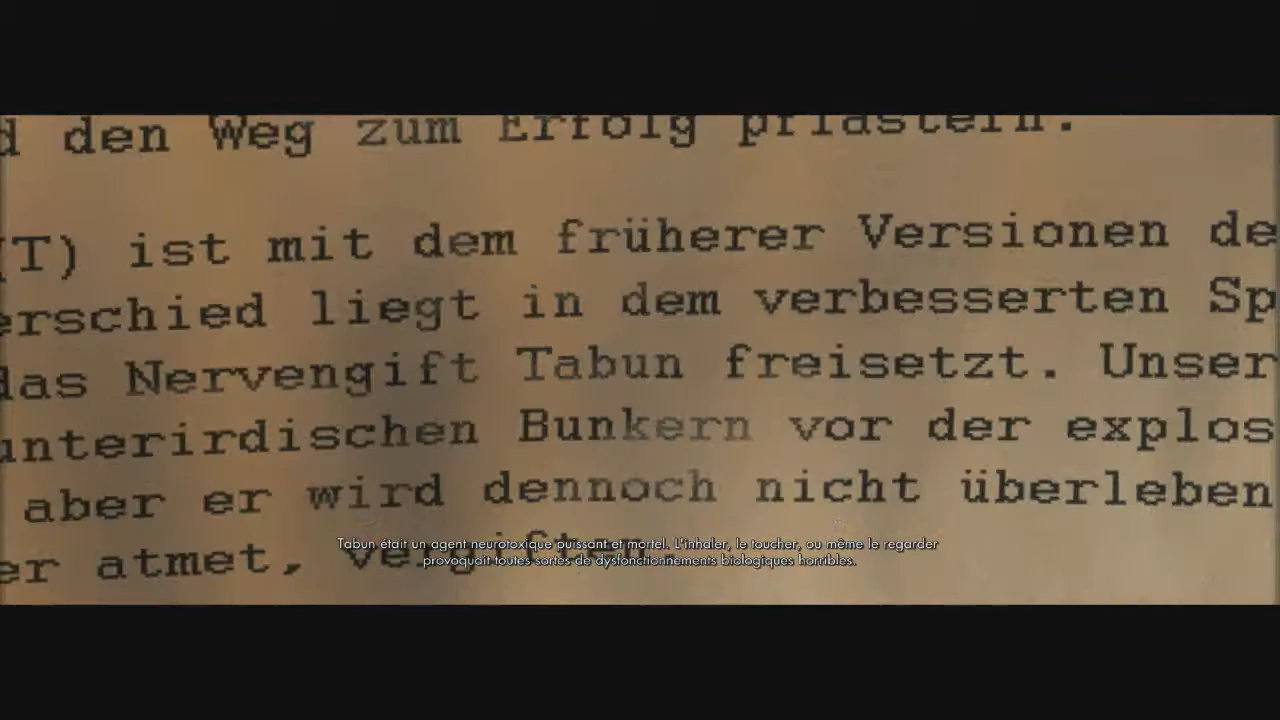 d den Weg zum Erfolg pflastern.
(T) ist mit dem früherer Versionen de
erschied liegt in dem verbesserten Sp
das Nervengift Tabun freisetzt. Unser
unterirdischen Bunkern vor der explos
aber er wird dennoch nicht überleben
er atmet, vergiften.
Tabun était un agent neurotoxique puissant et mortel. L'inhaler, le toucher, ou même le regarder
provoquait toutes sortes de dysfonctionnements biologiques horribles.